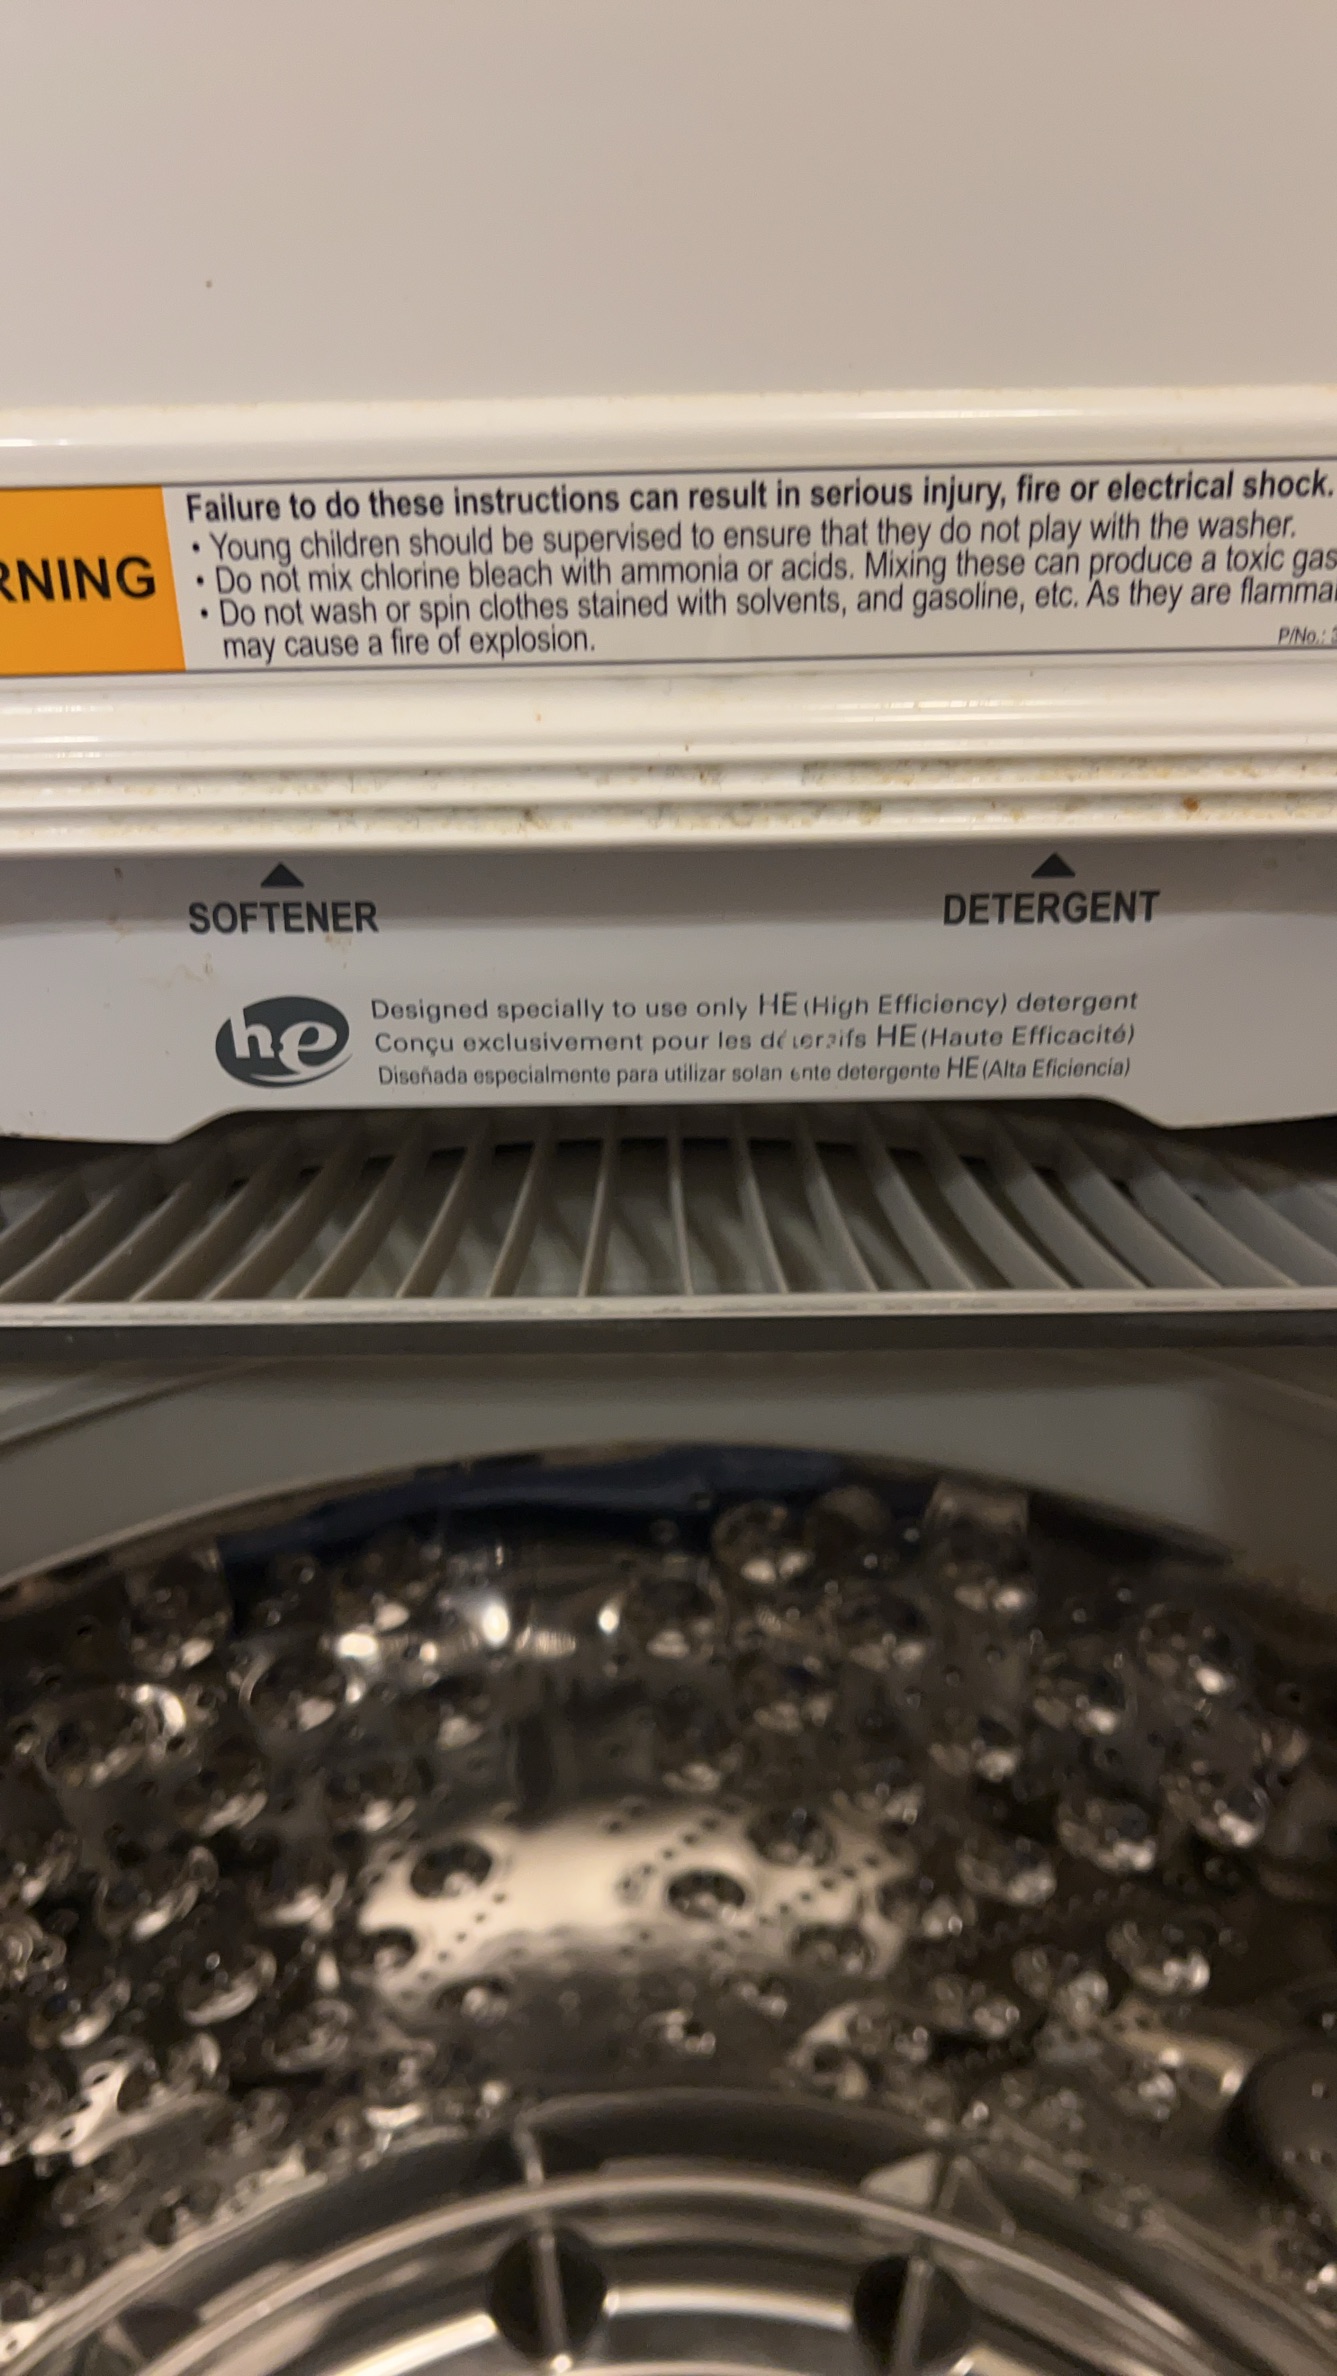 RNING
Failure to do these instructions can result in serious injury, fire or electrical shock.
• Young children should be supervised to ensure that they do not play with the washer.
• Do not mix chlorine bleach with ammonia or acids. Mixing these can produce a toxic gas
• Do not wash or spin clothes stained with solvents, and gasoline, etc. As they are flamma
may cause a fire of explosion.
P/No.: 3
SOFTENER
DETERGENT
he
Designed specially to use only HE (High Efficiency) detergent
Conçu exclusivement pour les HE (Haute Efficacité)
Diseñada especialmente para utilizar detergente HE (Alta Eficiencia)